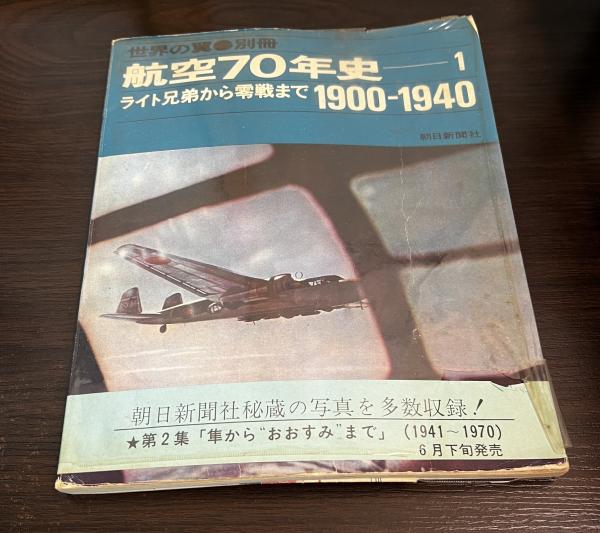 世界の翼●別冊
航空70年史——1
ライト兄弟から零戦まで 1900-1940
朝日新聞社
朝日新聞社秘蔵の写真を多数収録!
★第2集「隼から“おおすみ”まで」(1941〜1970)
6月下旬発売